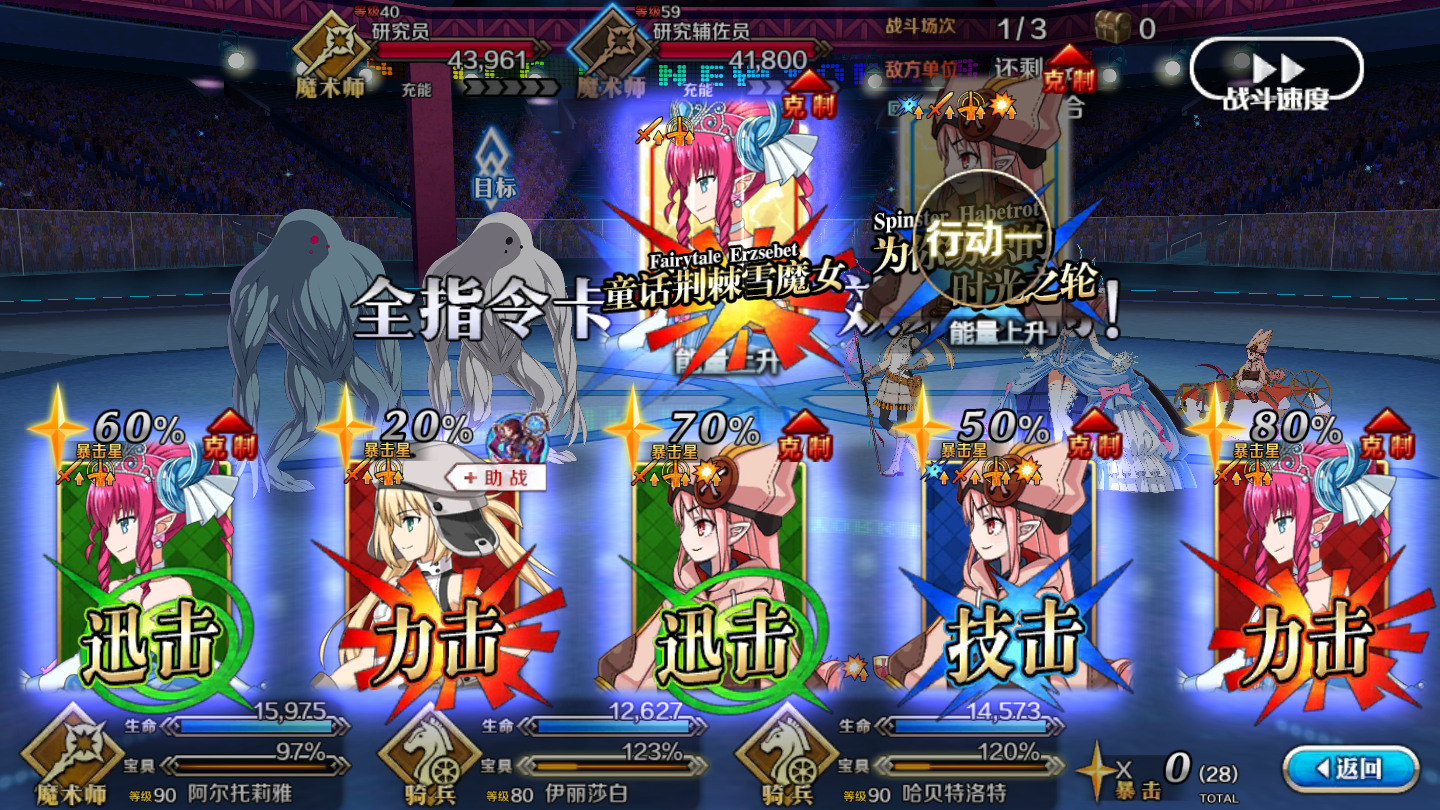 等级40
研究员
43,961
魔术师
充能
等级59
研究辅佐员
41,800
魔术师
充能
战斗场次 1/3
0
敌方单位 还剩
战斗速度
克制
克制
目标
NEW
Fairytale Erzsebet
童话荆棘雪魔女
能量上升
Habetrot
行动一
时光之轮
能量上升
全指令卡
!
60%
暴击星
克制
迅击
20%
暴击星
+助战
力击
70%
暴击星
克制
迅击
50%
暴击星
克制
技击
80%
暴击星
克制
力击
生命 15,975
宝具 97%
魔术师
等级90 阿尔托莉雅
生命 12,627
宝具 123%
骑兵
等级80 伊丽莎白
生命 14,573
宝具 120%
骑兵
等级90 哈贝特洛特
X 0 (28)
暴击 TOTAL
返回